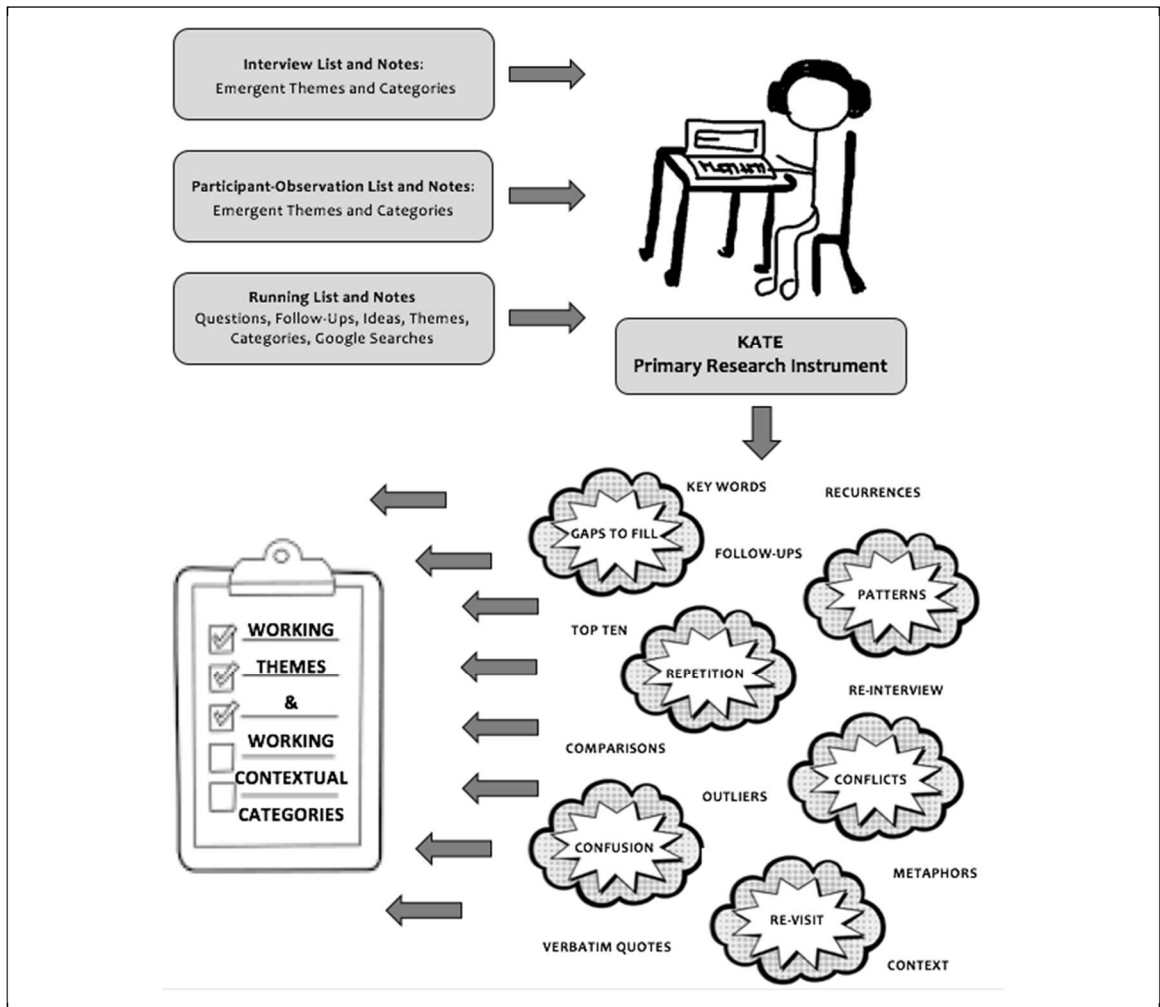 Interview List and Notes:
Emergent Themes and Categories
Participant-Observation List and Notes:
Emergent Themes and Categories
Running List and Notes
Questions, Follow-Ups, Ideas, Themes,
Categories, Google Searches
KATE
Primary Research Instrument
KEY WORDS
RECURRENCES
GAPS TO FILL
FOLLOW-UPS
PATTERNS
TOP TEN
REPETITION
RE-INTERVIEW
COMPARISONS
CONFLICTS
OUTLIERS
CONFUSION
METAPHORS
RE-VISIT
VERBATIM QUOTES
CONTEXT
WORKING
THEMES
&
WORKING
CONTEXTUAL
CATEGORIES